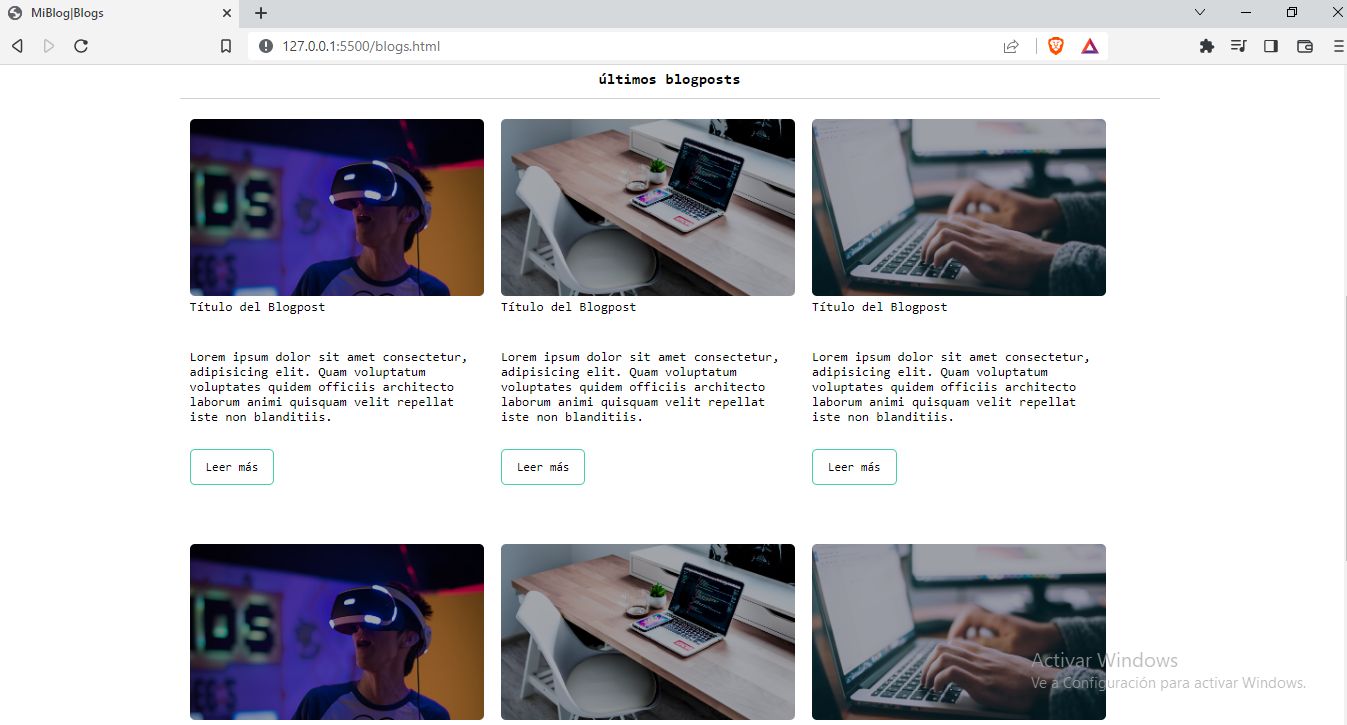 MiBlog|Blogs
127.0.0.1:5500/blogs.html
últimos blogposts
Título del Blogpost
Lorem ipsum dolor sit amet consectetur,
adipisicing elit. Quam voluptatum
voluptates quidem officiis architecto
laborum animi quisquam velit repellat
iste non blanditiis.
Leer más
Título del Blogpost
Lorem ipsum dolor sit amet consectetur,
adipisicing elit. Quam voluptatum
voluptates quidem officiis architecto
laborum animi quisquam velit repellat
iste non blanditiis.
Leer más
Título del Blogpost
Lorem ipsum dolor sit amet consectetur,
adipisicing elit. Quam voluptatum
voluptates quidem officiis architecto
laborum animi quisquam velit repellat
iste non blanditiis.
Leer más
Activar Windows
Ve a Configuración para activar Windows.